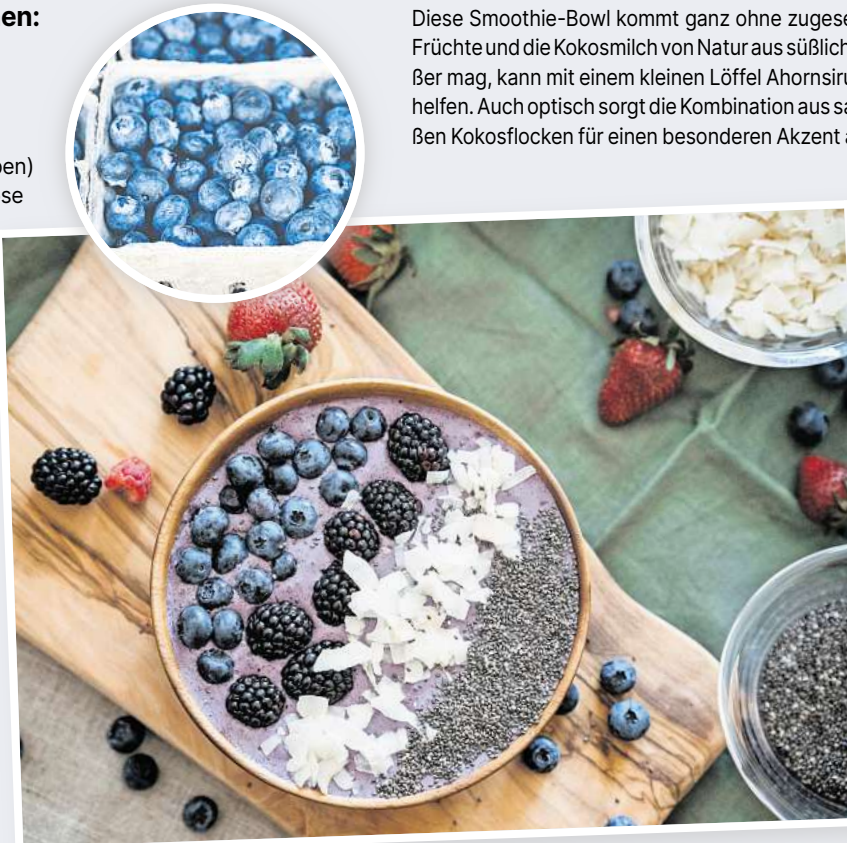 en:
ben)
se
Diese Smoothie-Bowl kommt ganz ohne zugese
Früchte und die Kokosmilch von Natur aus süßlich
ßer mag, kann mit einem kleinen Löffel Ahornsiru
helfen. Auch optisch sorgt die Kombination aus sa
ßen Kokosflocken für einen besonderen Akzent a